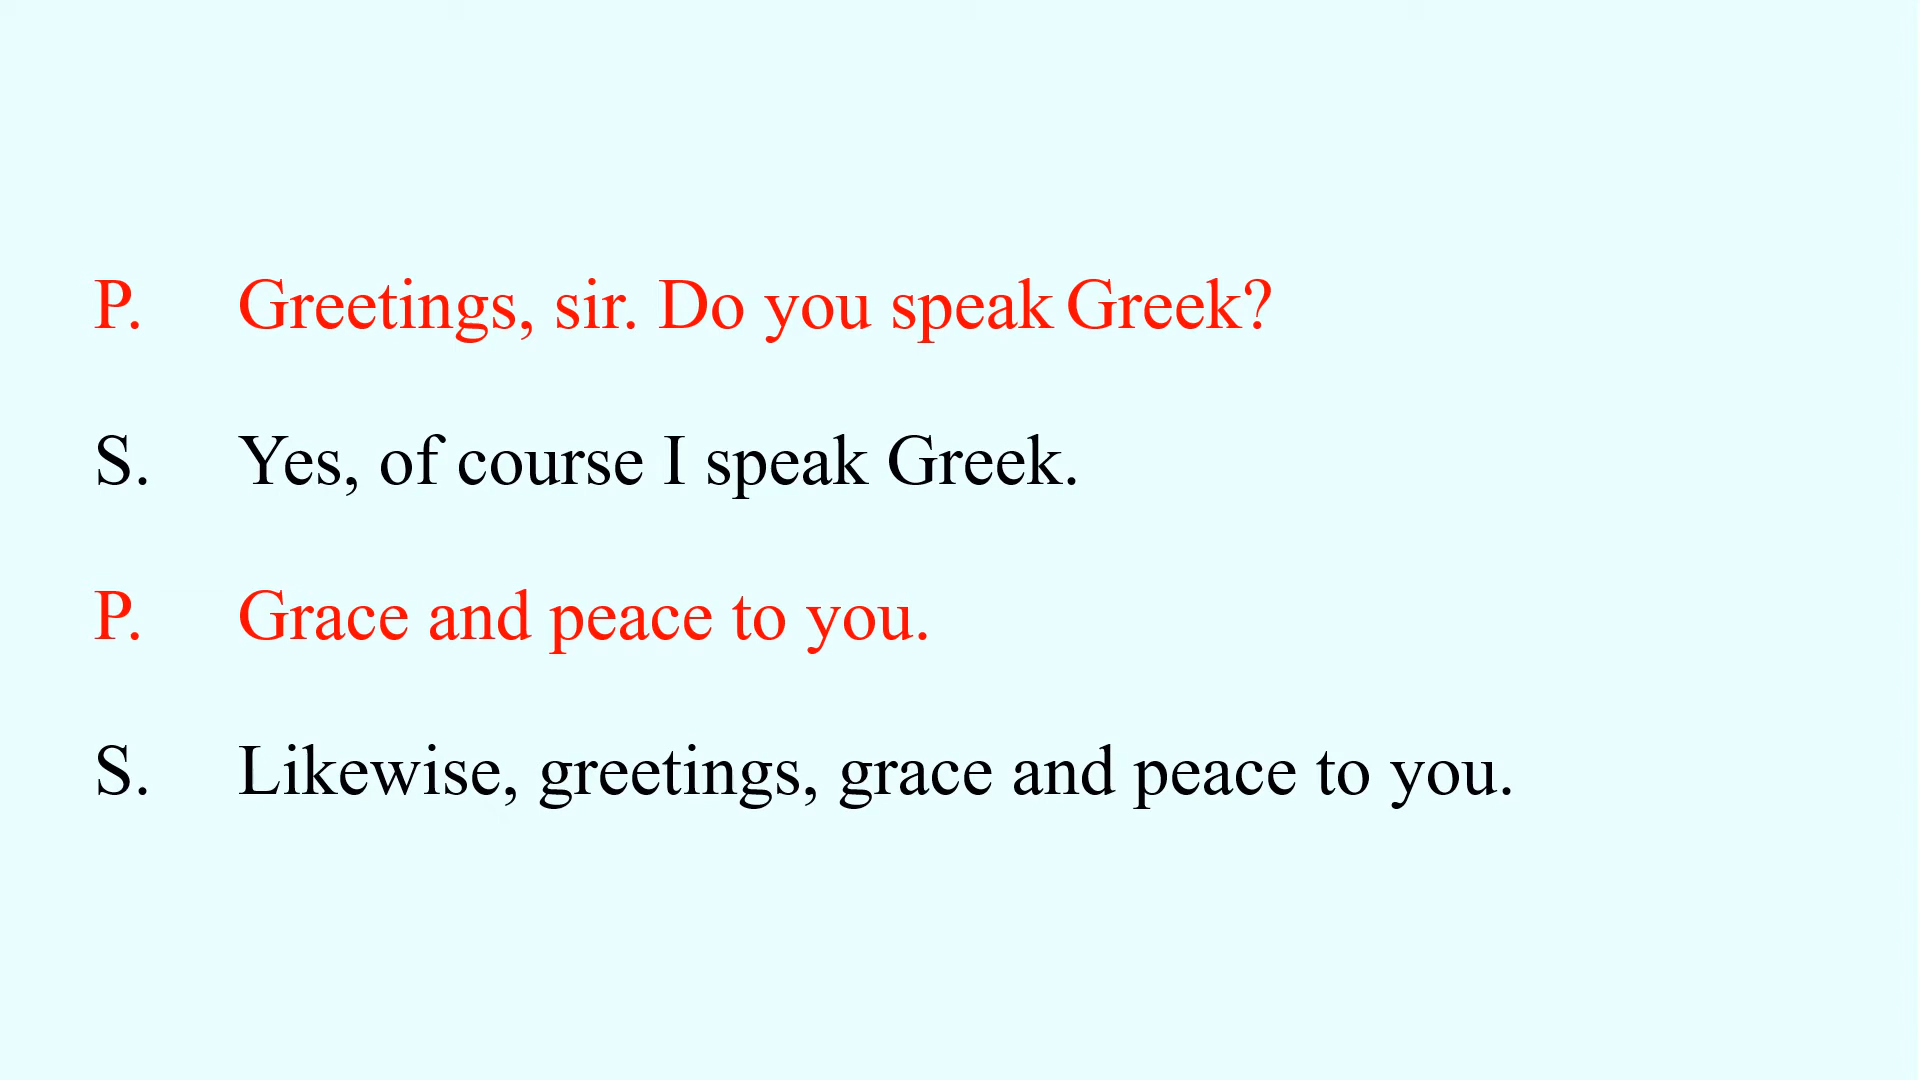 P. Greetings, sir. Do you speak Greek?
S. Yes, of course I speak Greek.
P. Grace and peace to you.
S. Likewise, greetings, grace and peace to you.